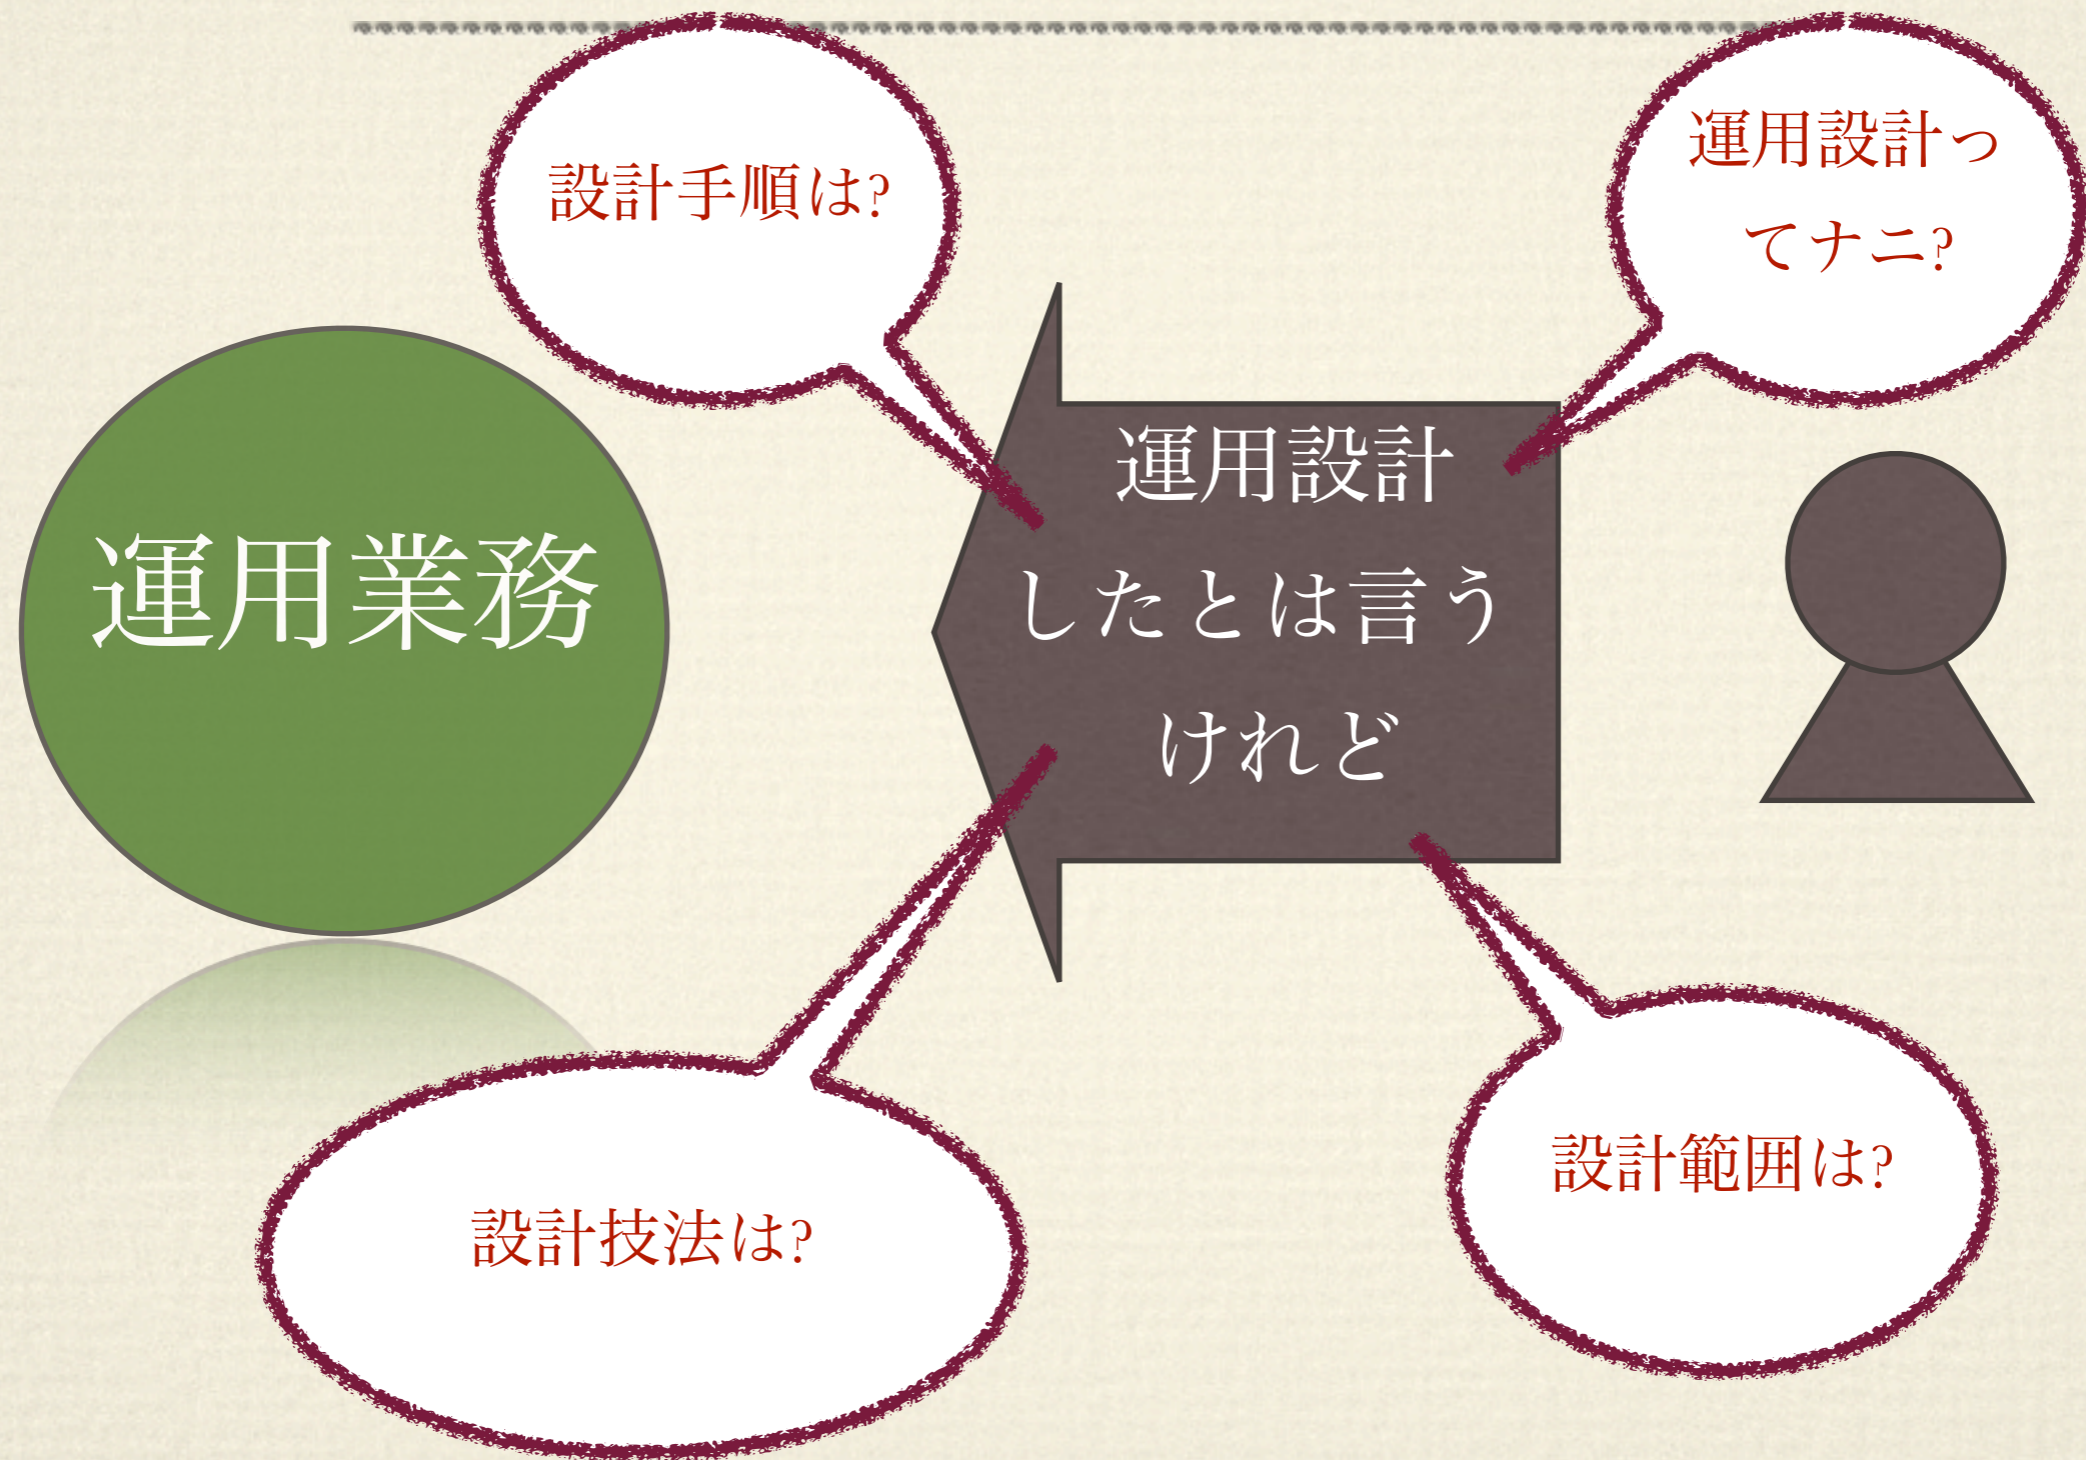 設計手順は?
運用設計っ
てナニ?
運用業務
運用設計
したとは言う
けれど
設計技法は?
設計範囲は?